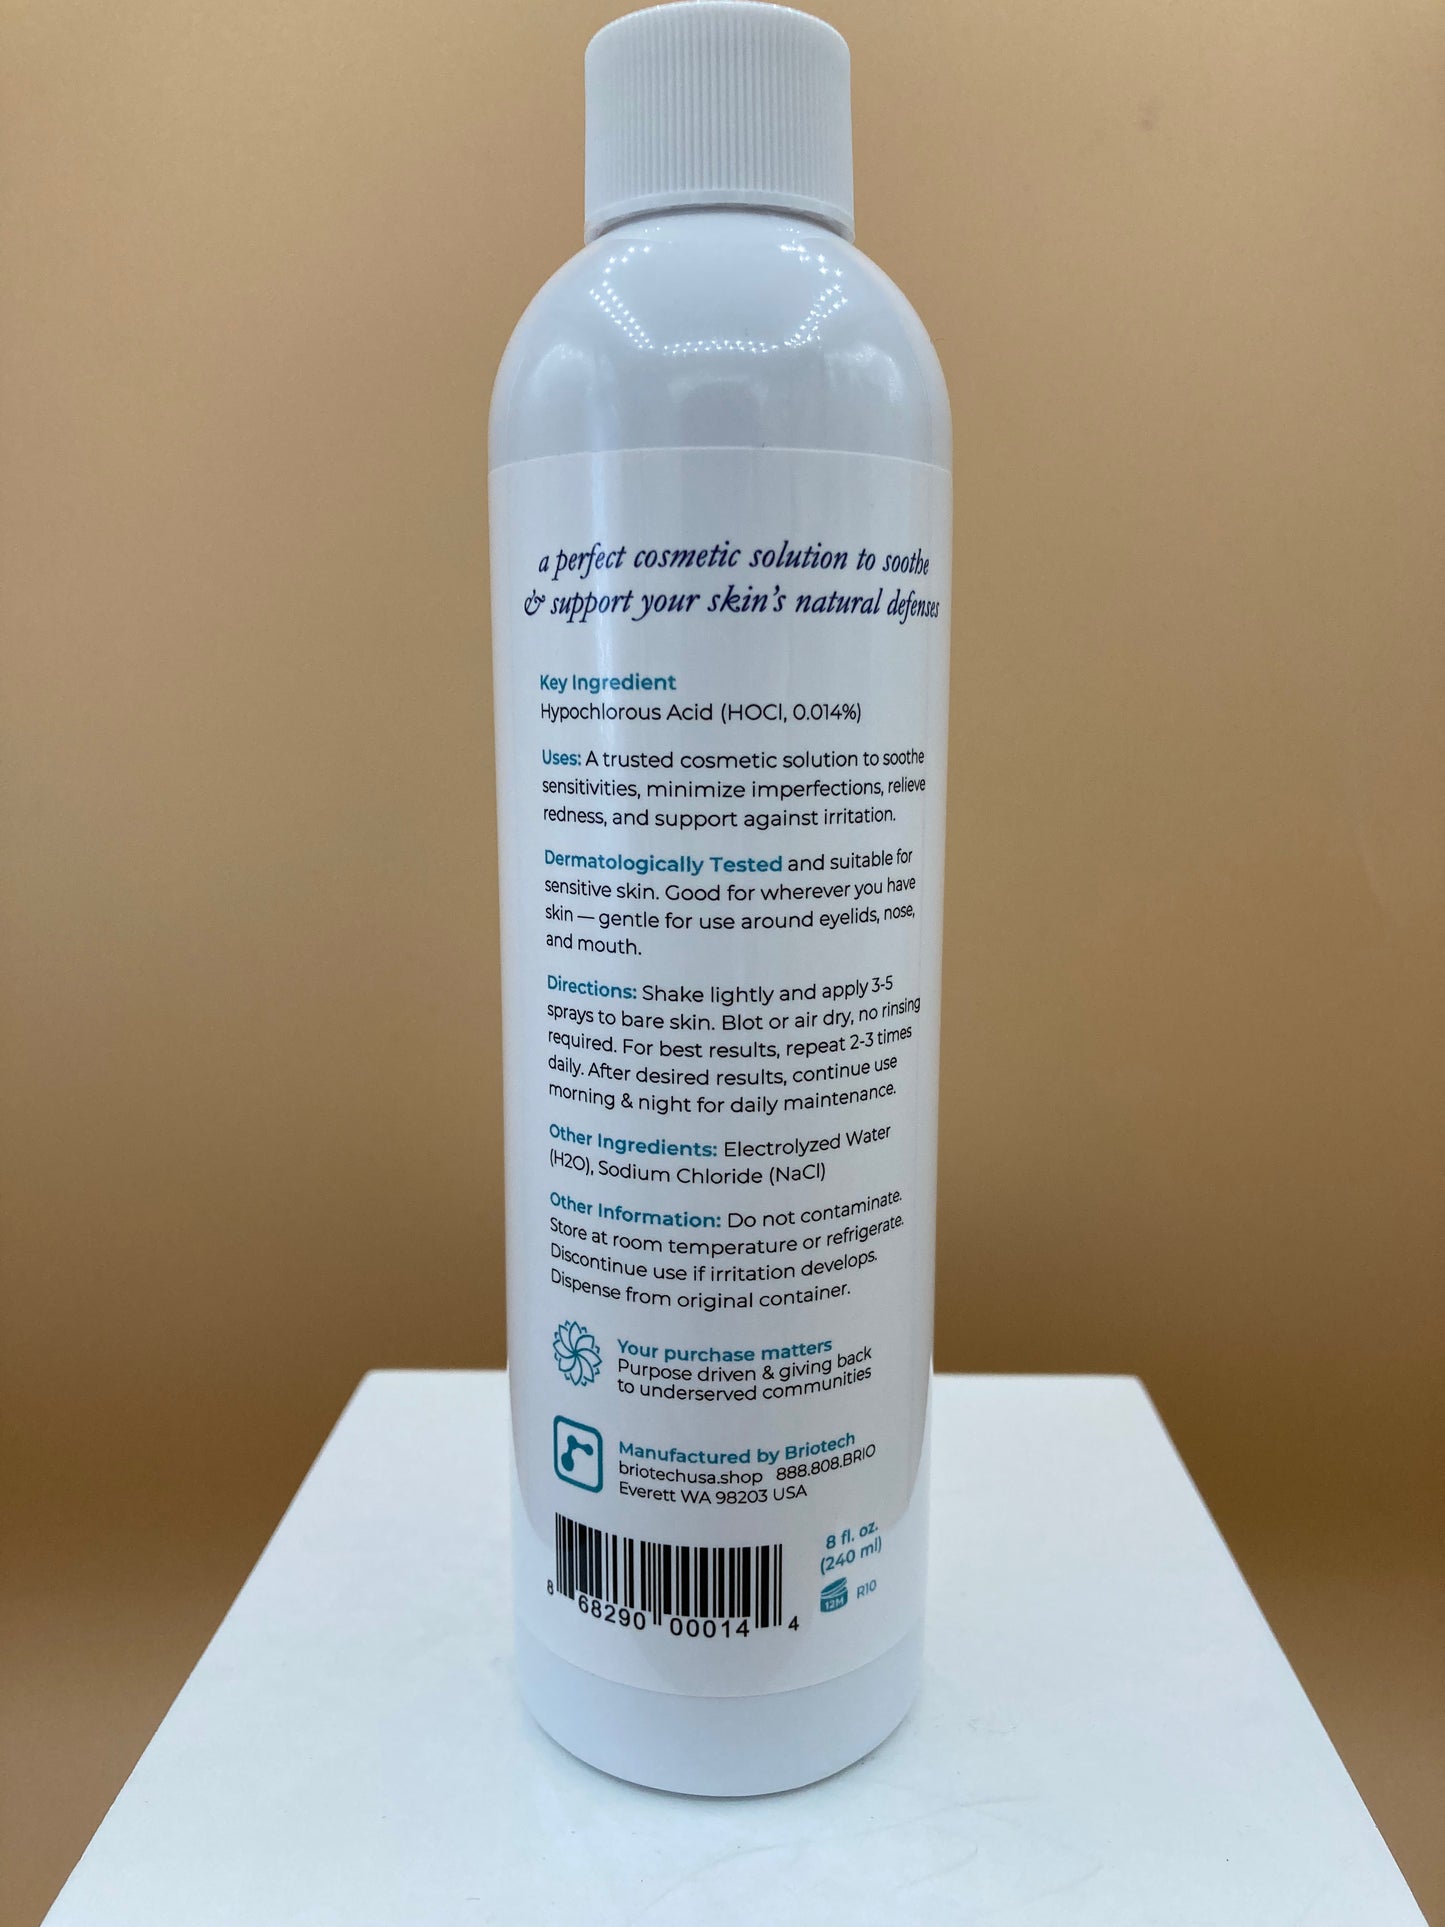 a perfect cosmetic solution to soothe
& support your skin's natural defenses
Key Ingredient
Hypochlorous Acid (HOCl, 0.014%)
Uses: A trusted cosmetic solution to soothe
sensitivities, minimize imperfections, relieve
redness, and support against irritation.
Dermatologically Tested and suitable for
sensitive skin. Good for wherever you have
skin — gentle for use around eyelids, nose,
and mouth.
Directions: Shake lightly and apply 3-5
sprays to bare skin. Blot or air dry, no rinsing
required. For best results, repeat 2-3 times
daily. After desired results, continue use
morning & night for daily maintenance.
Other Ingredients: Electrolyzed Water
(H2O), Sodium Chloride (NaCl)
Other Information: Do not contaminate.
Store at room temperature or refrigerate.
Discontinue use if irritation develops.
Dispense from original container.
Your purchase matters
Purpose driven & giving back
to underserved communities
Manufactured by Briotech
briotechusa.shop 888.808.BRIO
Everett WA 98203 USA
8 fl. oz.
(240 ml)
12M R10
8 68290 00014 4